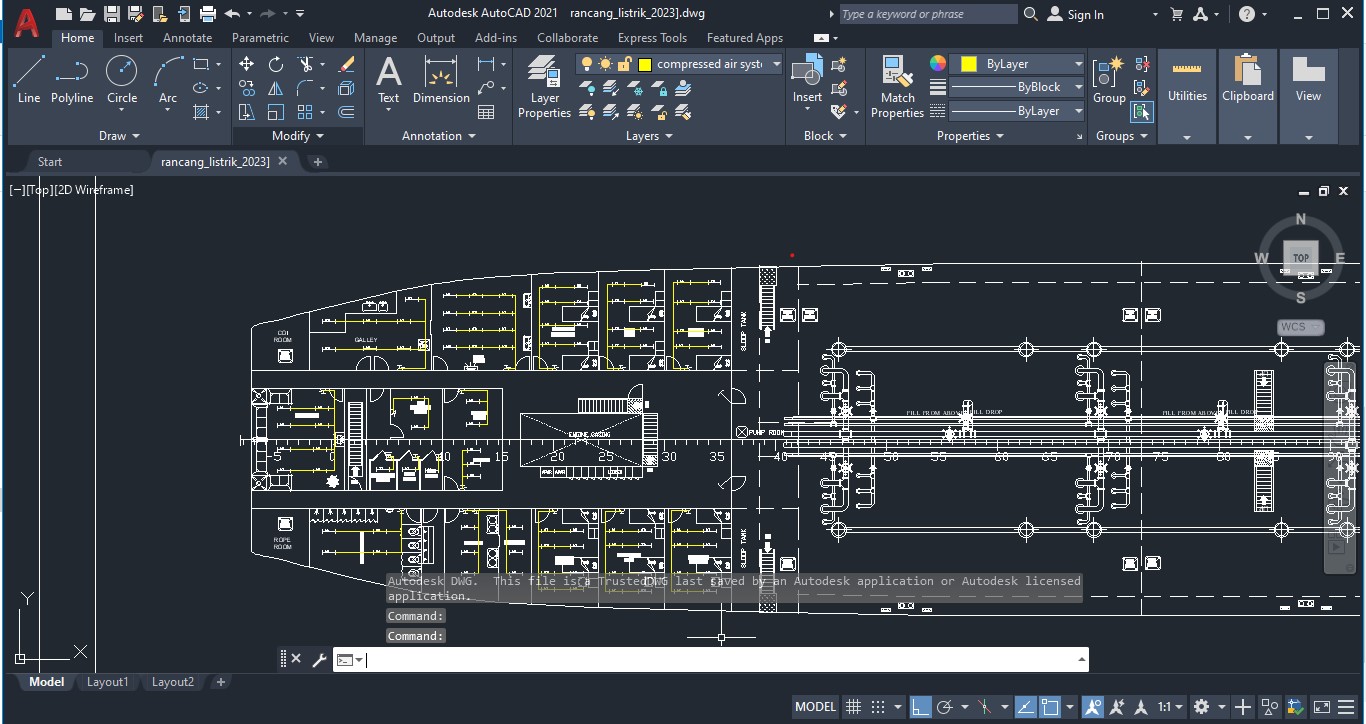 Autodesk AutoCAD 2021 rancang_listrik_2023].dwg
Type a keyword or phrase
Sign In
Home Insert Annotate Parametric View Manage Output Add-ins Collaborate Express Tools Featured Apps
Line Polyline Circle Arc
Text Dimension
Layer Properties
compressed air syst
Insert
Match Properties
ByLayer
ByBlock
ByLayer
Group
Utilities
Clipboard
View
Draw
Modify
Annotation
Layers
Block
Properties
Groups
Start
rancang_listrik_2023]
[−][Top][2D Wireframe]
N
W TOP E
S
WCS
CO1 ROOM
GALLEY
SLOOP TANK
FILL FROM ABOVE
FILL DROP
FILL FROM ABOVE
FILL DROP
ENGINE CASING
PUMP ROOM
-5 0 10 20 30 35 40 45 50 55 60 65 70 75 80 85 90
ROPE ROOM
SLOOP TANK
Autodesk DWG. This file is a TrustedDWG last saved by an Autodesk application or Autodesk licensed
application.
Command:
Command:
Y
X
Model Layout1 Layout2
MODEL
1:1